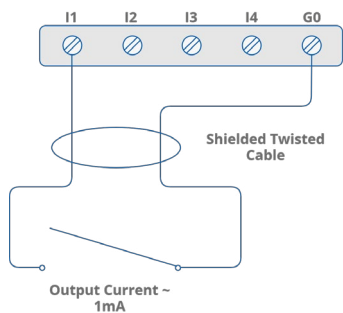 I1 I2 I3 I4 G0
Shielded Twisted
Cable
Output Current ~
1mA